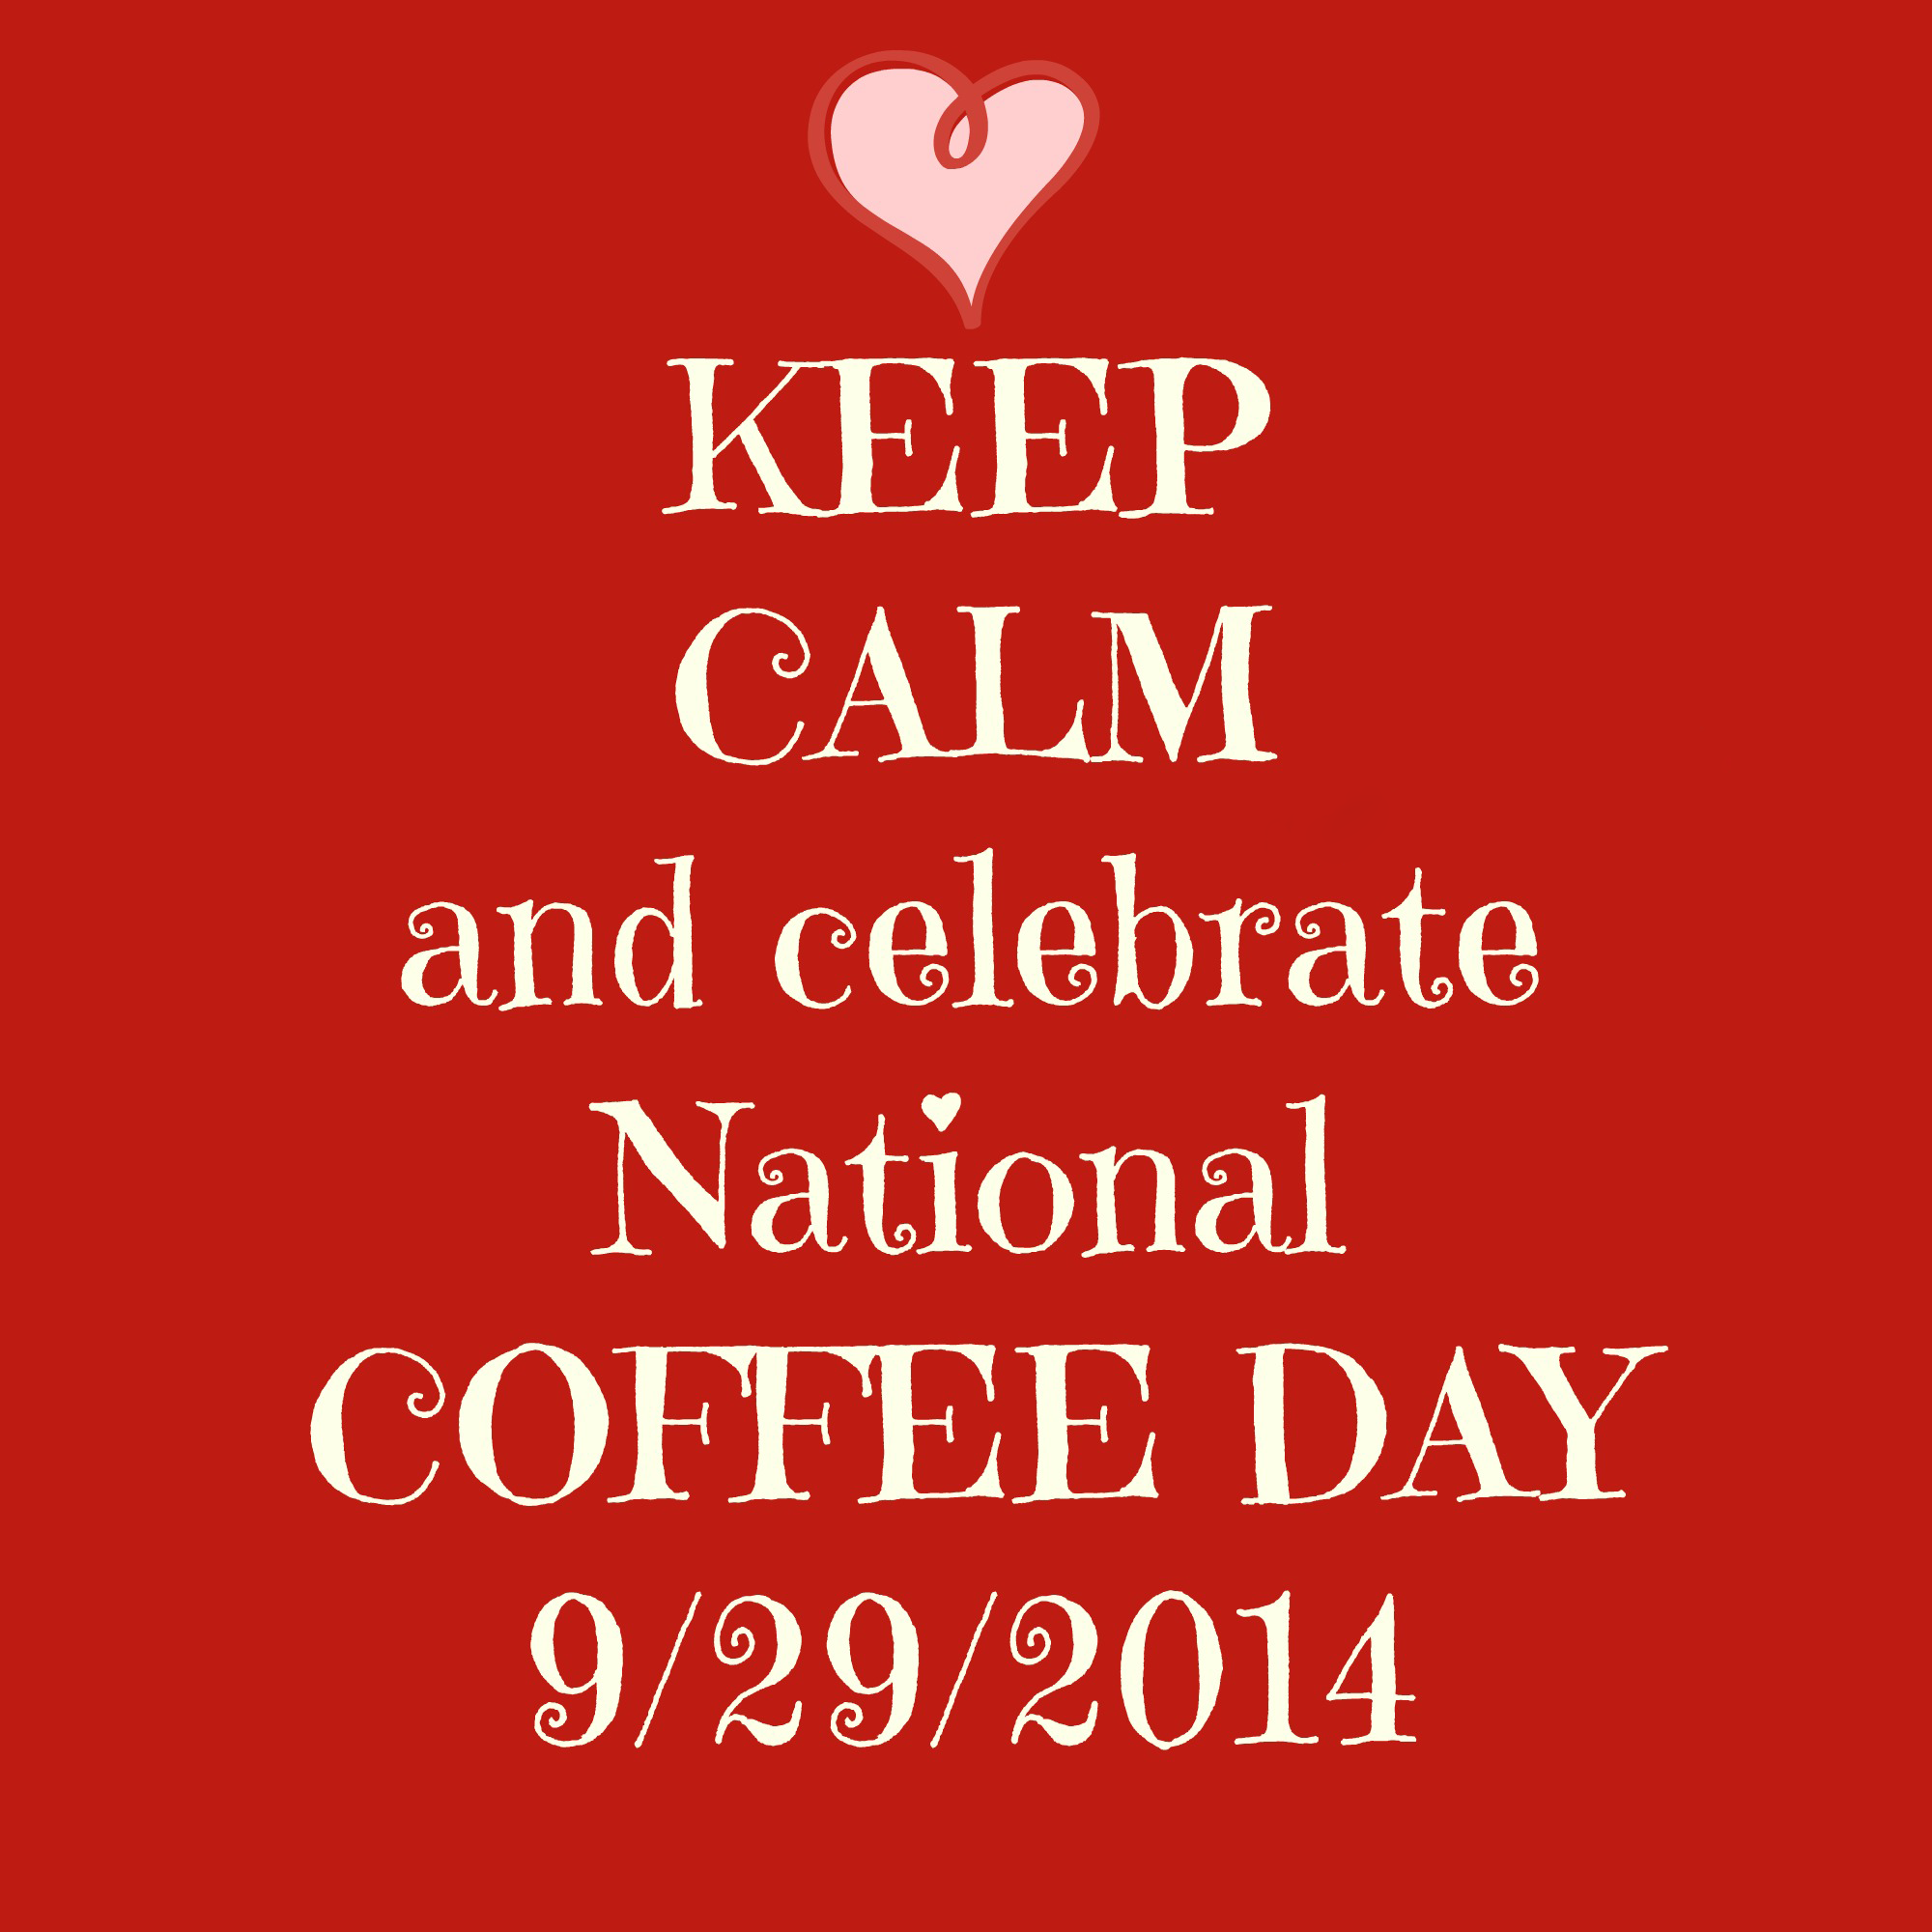 KEEP
CALM
and celebrate
National
COFFEE DAY
9/29/2014